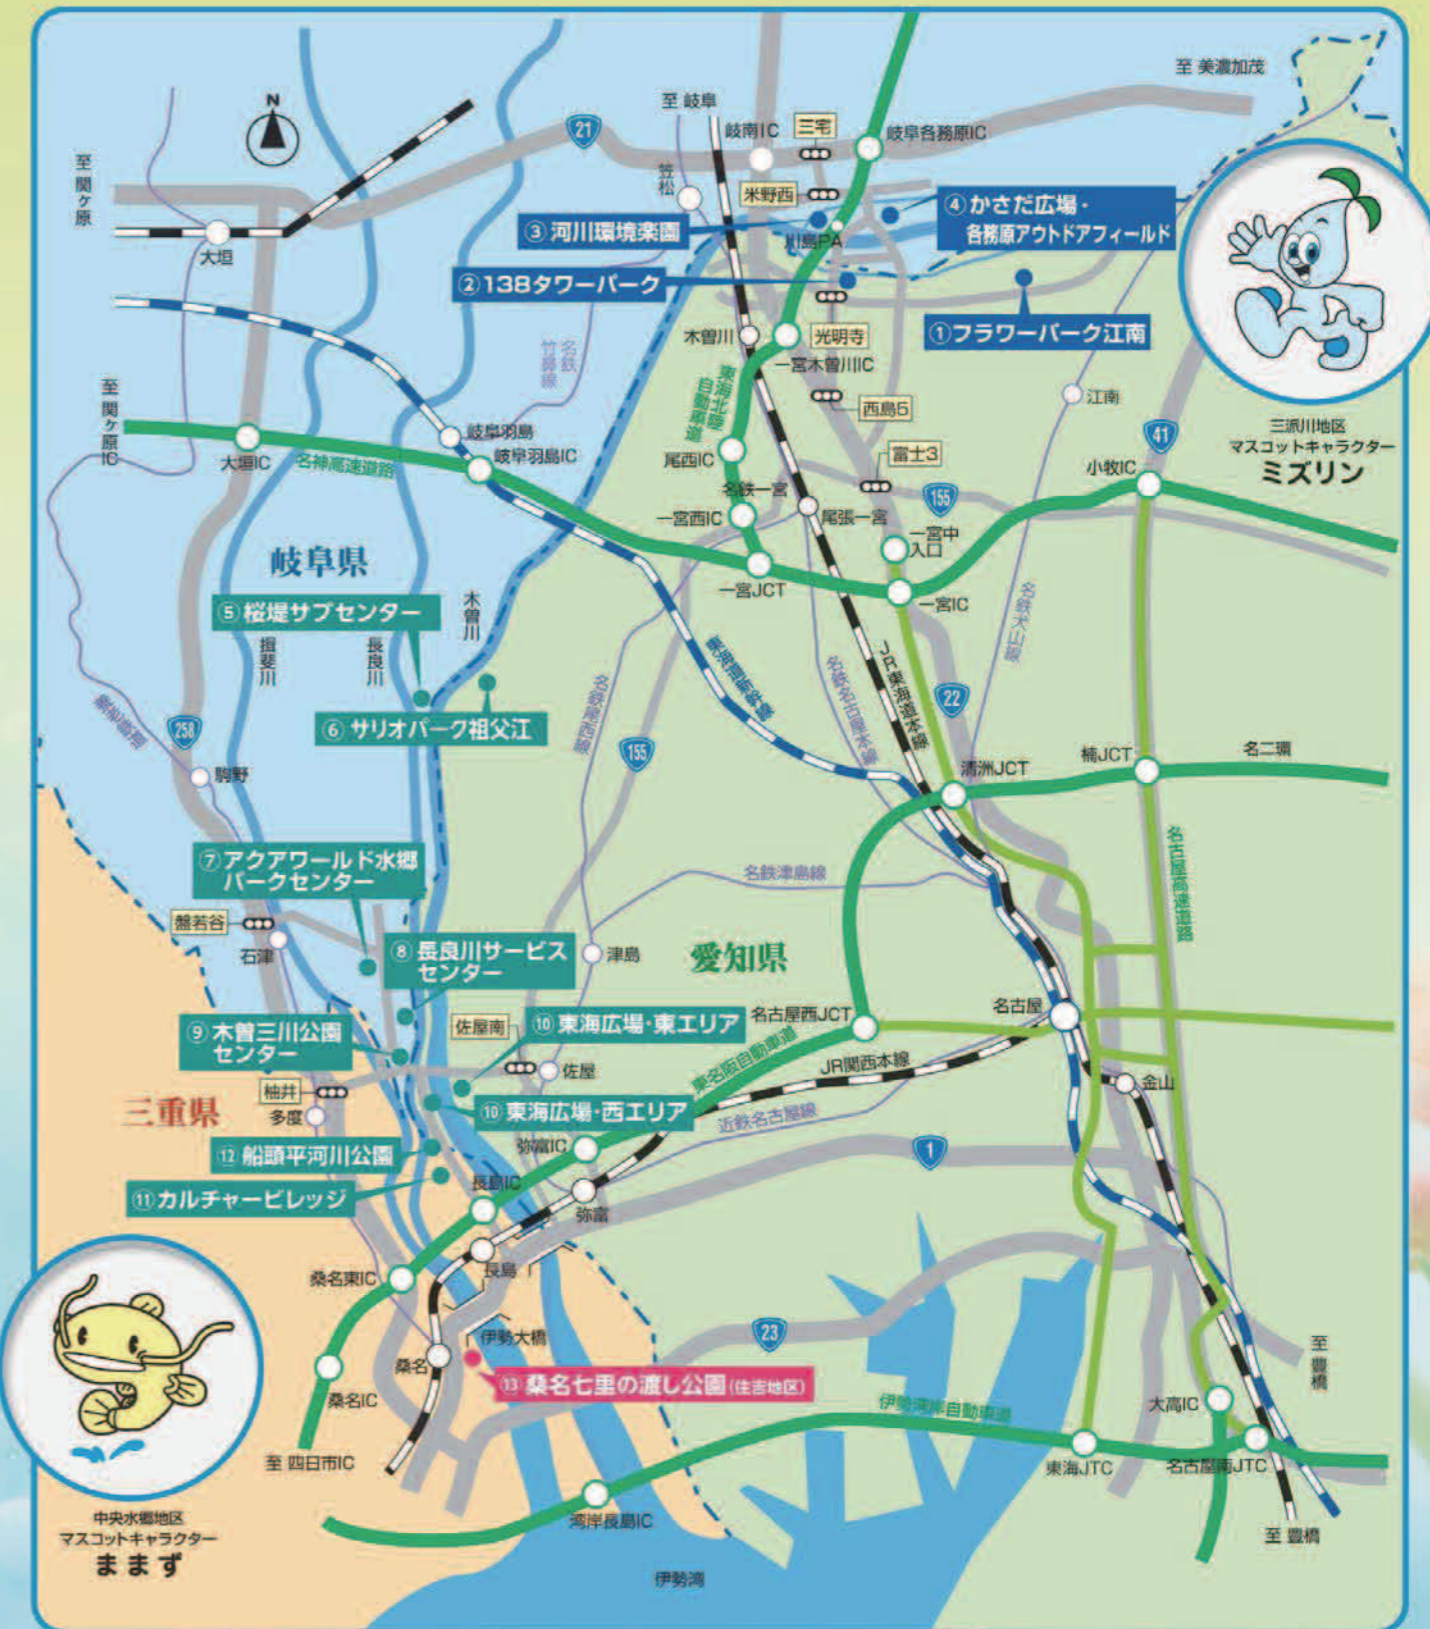 至 美濃加茂
N
至 岐阜
岐南IC
三宅
岐阜各務原IC
21
至 関ヶ原
笠松
米野西
④ かさだ広場・
各務原アウトドアフィールド
③ 河川環境楽園
川島PA
大垣
②138タワーパーク
①フラワーパーク江南
木曽川
光明寺
一宮木曽川IC
名鉄
竹鼻線
東海北陸
自動車道
至 関ヶ原IC
西島5
江南
三派川地区
マスコットキャラクター
ミズリン
岐阜羽島
大垣IC
名神高速道路
岐阜羽島IC
尾西IC
富士3
41
小牧IC
名鉄一宮
一宮西IC
尾張一宮
155
一宮中
入口
岐阜県
一宮JCT
一宮IC
⑤ 桜堤サブセンター
木曽川
揖斐川
長良川
名鉄犬山線
⑥ サリオパーク祖父江
名鉄尾西線
名鉄名古屋本線
JR東海道本線
22
258
155
駒野
清洲JCT
楠JCT
名二環
⑦ アクアワールド水郷
パークセンター
名鉄津島線
名古屋高速道路
盤若谷
石津
⑧ 長良川サービス
センター
津島
愛知県
⑨ 木曽三川公園
センター
佐屋南
⑩ 東海広場・東エリア
名古屋西JCT
名古屋
佐屋
東名阪自動車道
JR関西本線
金山
三重県
柚井
多度
⑩ 東海広場・西エリア
近鉄名古屋線
⑫ 船頭平河川公園
弥富IC
1
⑪カルチャービレッジ
長島IC
弥富
桑名東IC
長島
伊勢大橋
23
至 豊橋
桑名
⑬ 桑名七里の渡し公園(住吉地区)
桑名IC
伊勢湾岸自動車道
大高IC
至 四日市IC
東海JTC
名古屋南JTC
湾岸長島IC
至 豊橋
中央水郷地区
マスコットキャラクター
ままず
伊勢湾